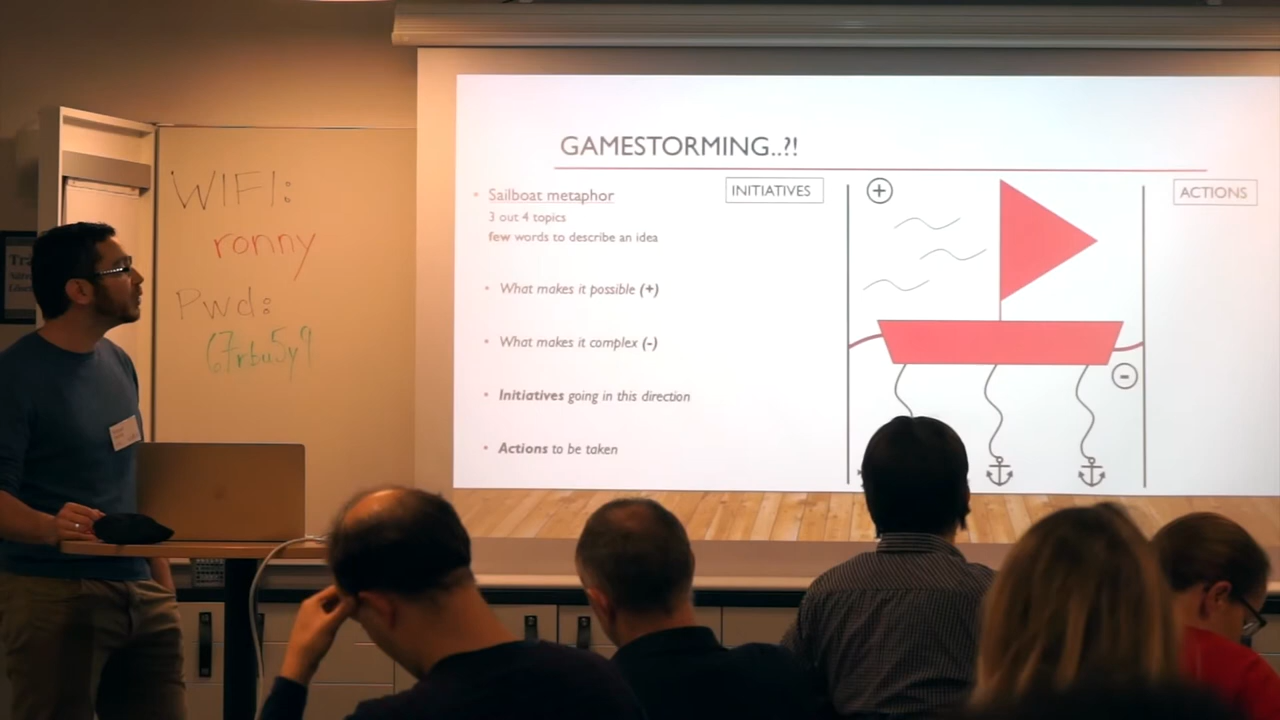 WIFI:
ronny
Pwd:
67rbu5y9
GAMESTORMING..?!
• Sailboat metaphor
3 out 4 topics
few words to describe an idea
• What makes it possible (+)
• What makes it complex (-)
• Initiatives going in this direction
• Actions to be taken
INITIATIVES
+
-
ACTIONS